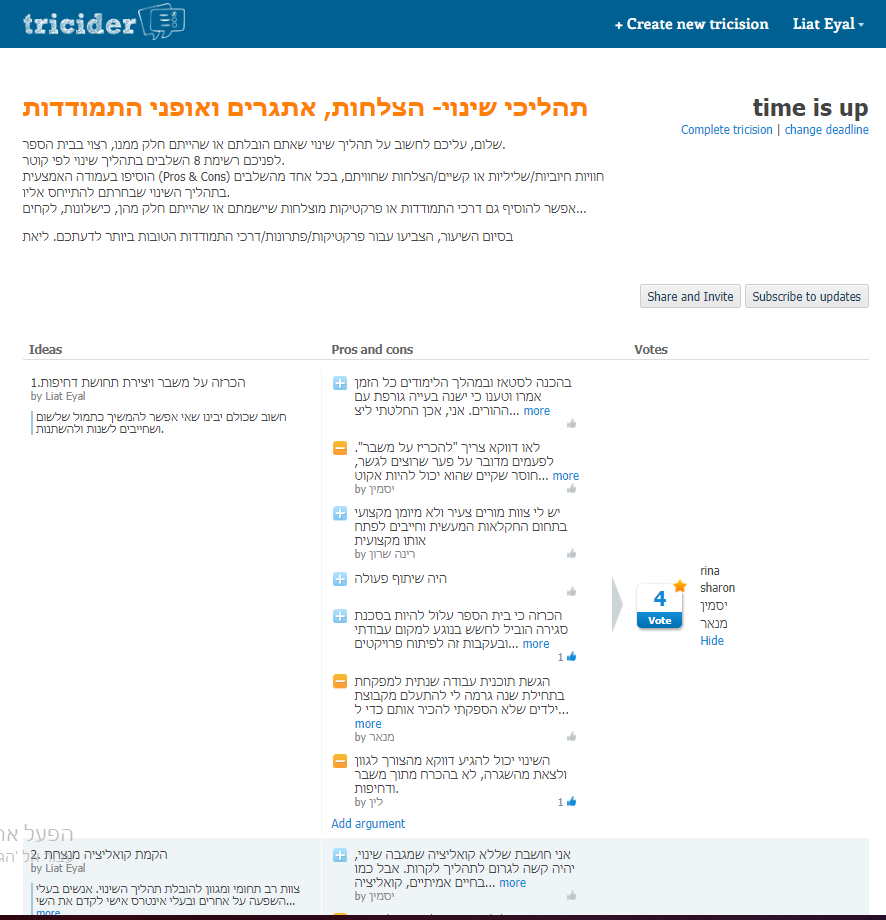 tricider
+ Create new tricision
Liat Eyal
תהליכי שינוי- הצלחות, אתגרים ואופני התמודדות
time is up
Complete tricision | change deadline
שלום, עליכם לחשוב על תהליך שינוי שאתם הובלתם או שהייתם חלק ממנו, רצוי בבית הספר.
לפניכם רשימת 8 השלבים בתהליך שינוי לפי קוטר.
הוסיפו בעמודה האמצעית (Pros & Cons) חוויות חיוביות/שליליות או קשיים/הצלחות שחוויתם, בכל אחד מהשלבים
בתהליך השינוי שבחרתם להתייחס אליו.
אפשר להוסיף גם דרכי התמודדות או פרקטיקות מוצלחות שיישמתם או שהייתם חלק מהן, כישלונות, לקחים...
בסיום השיעור, הצביעו עבור פרקטיקות/פתרונות/דרכי התמודדות הטובות ביותר לדעתכם. ליאת
Share and Invite
Subscribe to updates
Ideas
Pros and cons
Votes
1.הכרזה על משבר ויצירת תחושת דחיפות
by Liat Eyal
חשוב שכולם יבינו שאי אפשר להמשיך כתמול שלשום
ושחייבים לשנות ולהשתנות.
בהכנה לסטאז ובמהלך הלימודים כל הזמן
אמרו וטענו כי ישנה בעייה גורפת עם
ההורים. אני, אכן החלטתי ליצ... more
לאו דווקא צריך "להכריז על משבר".
לפעמים מדובר על פער שרוצים לגשר,
חוסר שקיים שהוא יכול להיות אקוט... more
by יסמין
יש לי צוות מורים צעיר ולא מיומן מקצועי
בתחום החקלאות המעשית וחייבים לפתח
אותו מקצועית
by רינה שרון
היה שיתוף פעולה
הכרזה כי בית הספר עלול להיות בסכנת
סגירה הוביל לחשש בנוגע למקום עבודתי
ובעקבות זה לפיתוח פרויקטים... more
1
הגשת תוכנית עבודה שנתית למפקחת
בתחילת שנה גרמה לי להתעלם מקבוצת
ילדים שלא הספקתי להכיר אותם כדי ל...
more
by מנאר
השינוי יכול להגיע דווקא מהצורך לגוון
ולצאת מהשגרה, לא בהכרח מתוך משבר
ודחיפות.
by לין
1
Add argument
4
Vote
rina
sharon
יסמין
מנאר
Hide
2. הקמת קואליציה מנצחת
by Liat Eyal
צוות רב תחומי ומגוון להובלת תהליך השינוי. אנשים בעלי
השפעה על אחרים ובעלי אינטרס אישי לקדם את השי...
more
אני חושבת שללא קואליציה שמגבה שינוי,
יהיה קשה לגרום לתהליך לקרות. אבל כמו
בחיים אמיתיים, קואליציה... more
by יסמין